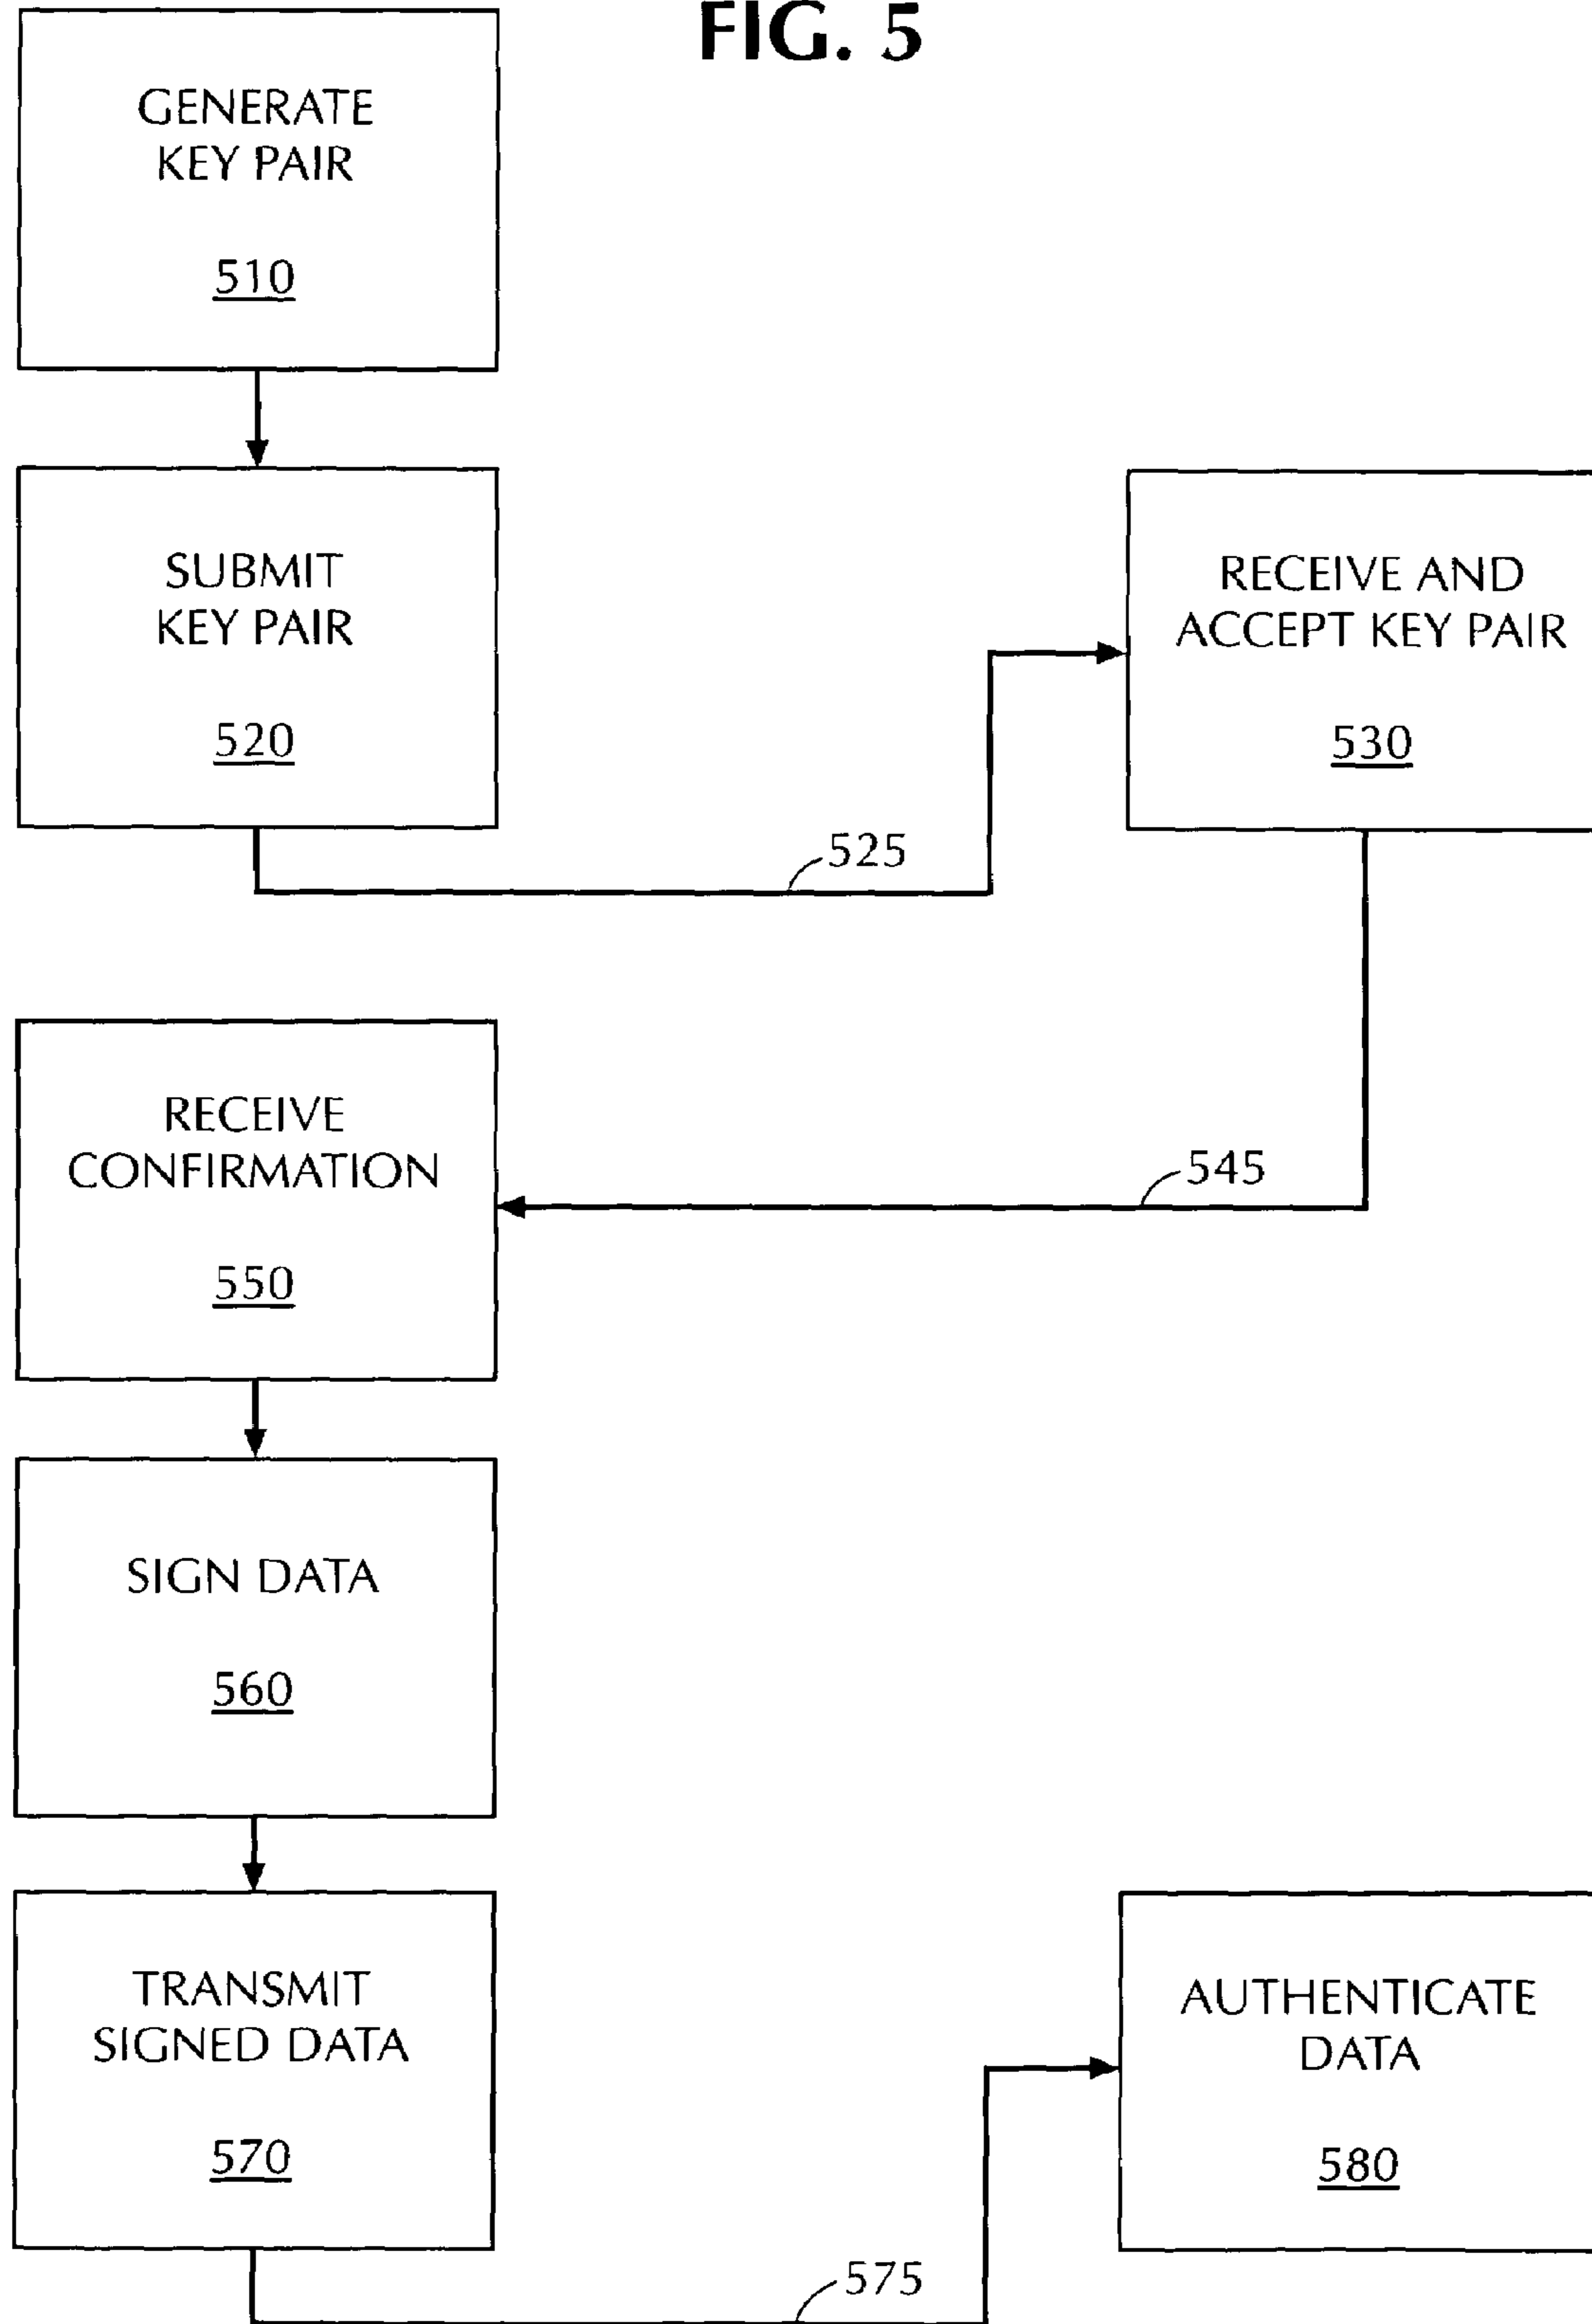 FIG. 5
GENERATE
KEY PAIR
510
SUBMIT
KEY PAIR
520
RECEIVE AND
ACCEPT KEY PAIR
530
525
RECEIVE
CONFIRMATION
550
545
SIGN DATA
560
TRANSMIT
SIGNED DATA
570
AUTHENTICATE
DATA
580
575